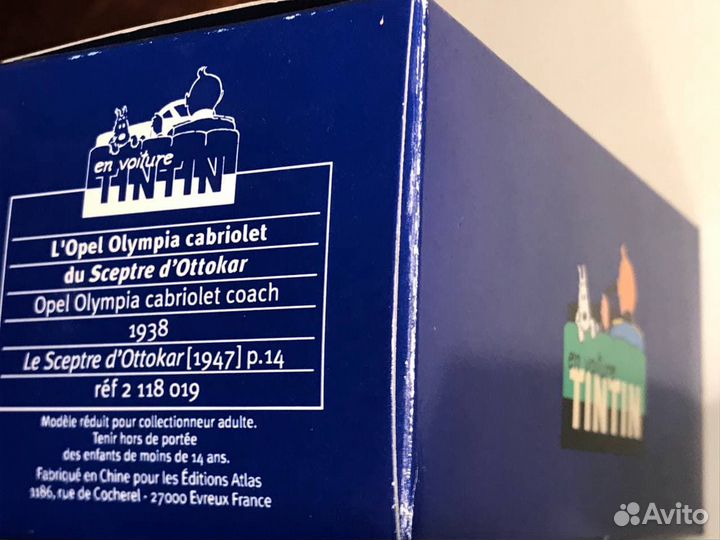 en voiture
TINTIN
L'Opel Olympia cabriolet
du Sceptre d'Ottokar
Opel Olympia cabriolet coach
1938
Le Sceptre d'Ottokar [1947] p.14
réf 2 118 019
Modèle réduit pour collectionneur adulte.
Tenir hors de portée
des enfants de moins de 14 ans.
Fabriqué en Chine pour les Éditions Atlas
1186, rue de Cocherel - 27000 Evreux France
en voiture
TINTIN
Avito